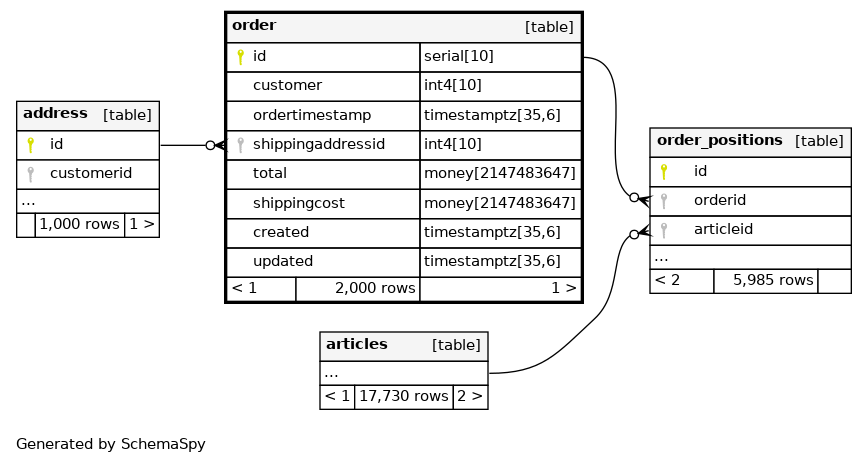 order [table]
id serial[10]
customer int4[10]
ordertimestamp timestamptz[35,6]
shippingaddressid int4[10]
total money[2147483647]
shippingcost money[2147483647]
created timestamptz[35,6]
updated timestamptz[35,6]
< 1 2,000 rows 1 >
address [table]
id
customerid
...
1,000 rows 1 >
order_positions [table]
id
orderid
articleid
...
< 2 5,985 rows
articles [table]
...
< 1 17,730 rows 2 >
Generated by SchemaSpy